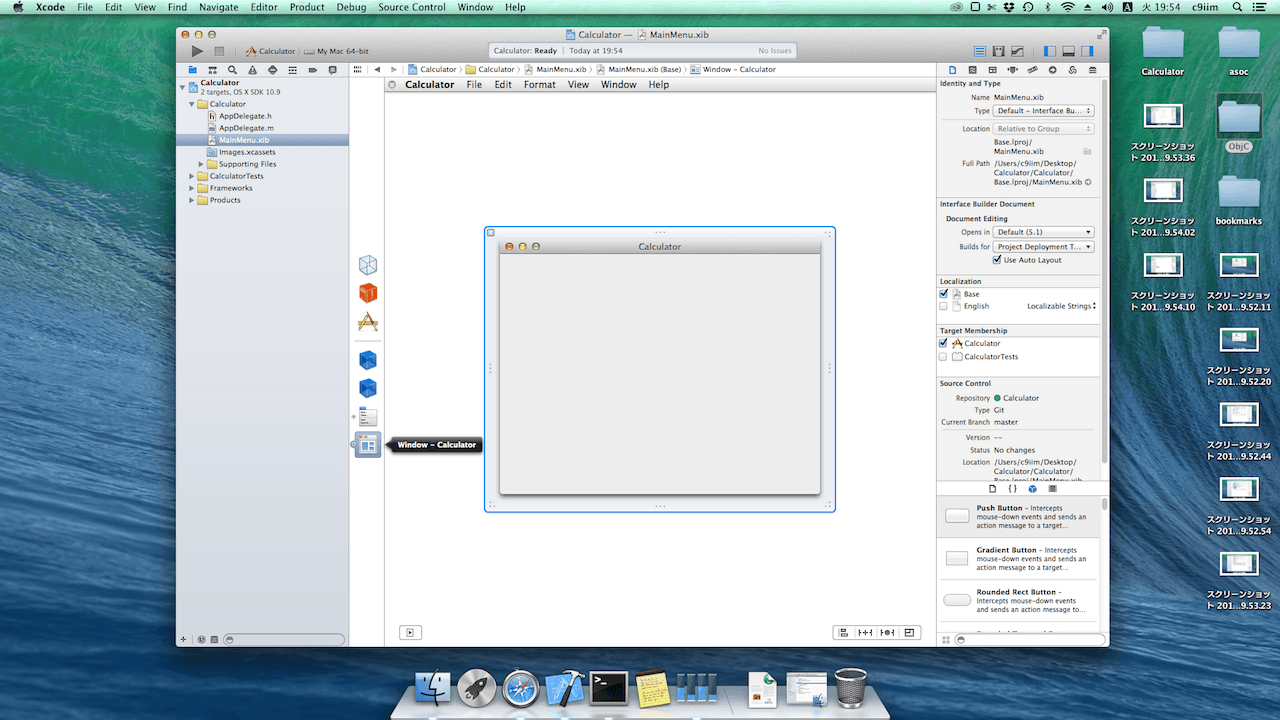 Xcode File Edit View Find Navigate Editor Product Debug Source Control Window Help
A 火 19:54 c9iim
Calculator — MainMenu.xib
Calculator My Mac 64-bit
Calculator: Ready Today at 19:54 No Issues
Calculator
2 targets, OS X SDK 10.9
Calculator
AppDelegate.h
AppDelegate.m
MainMenu.xib
Images.xcassets
Supporting Files
CalculatorTests
Frameworks
Products
Calculator Calculator MainMenu.xib MainMenu.xib (Base) Window – Calculator
Calculator File Edit Format View Window Help
Calculator
Window – Calculator
Identity and Type
Name MainMenu.xib
Type Default – Interface Bu...
Location Relative to Group
Base.lproj/
MainMenu.xib
Full Path /Users/c9iim/Desktop/
Calculator/Calculator/
Base.lproj/MainMenu.xib
Interface Builder Document
Document Editing
Opens in Default (5.1)
Builds for Project Deployment T...
Use Auto Layout
Localization
Base
English Localizable Strings
Target Membership
Calculator
CalculatorTests
Source Control
Repository Calculator
Type Git
Current Branch master
Version --
Status No changes
Location /Users/c9iim/Desktop/
Calculator/Calculator/
Base.lproj/MainMenu.xib
Push Button – Intercepts
mouse-down events and sends an
action message to a target...
Gradient Button – Intercepts
mouse-down events and sends an
action message to a target...
Rounded Rect Button –
Intercepts mouse-down events
and sends an action message to...
Calculator
スクリーンショッ
ト 201...9.53.36
スクリーンショッ
ト 201...9.54.02
スクリーンショッ
ト 201...9.54.10
asoc
ObjC
bookmarks
スクリーンショッ
ト 201...9.52.11
スクリーンショッ
ト 201...9.52.20
スクリーンショッ
ト 201...9.52.44
スクリーンショッ
ト 201...9.52.54
スクリーンショッ
ト 201...9.53.23